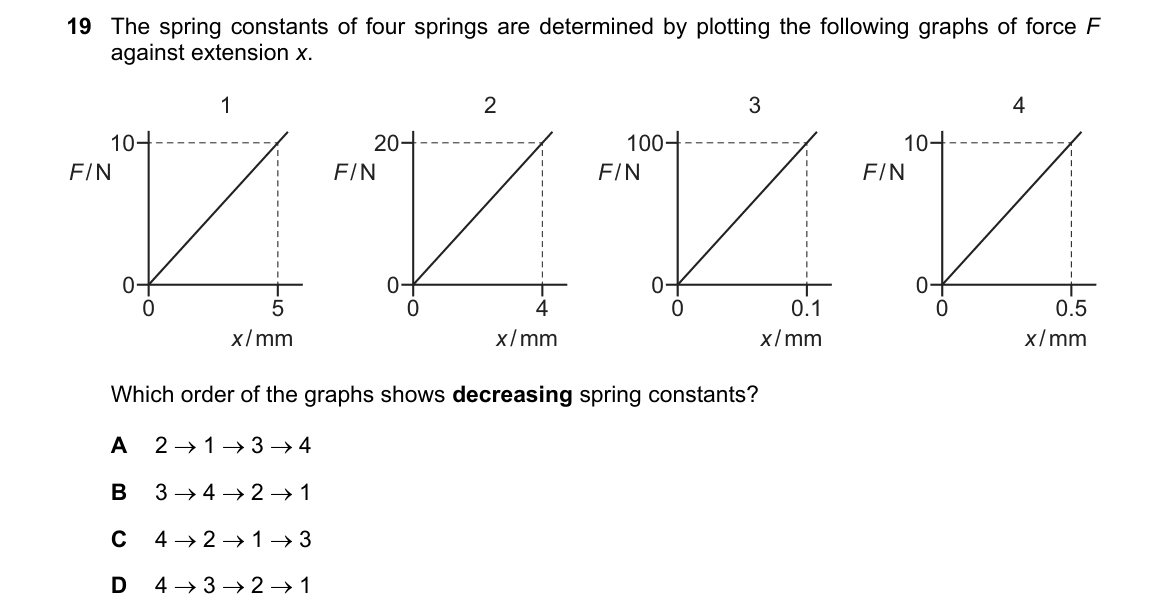 19 The spring constants of four springs are determined by plotting the following graphs of force F
against extension x.
1
10
F/N
0
0
5
x/mm
2
20
F/N
0
0
4
x/mm
3
100
F/N
0
0
0.1
x/mm
4
10
F/N
0
0
0.5
x/mm
Which order of the graphs shows decreasing spring constants?
A 2 → 1 → 3 → 4
B 3 → 4 → 2 → 1
C 4 → 2 → 1 → 3
D 4 → 3 → 2 → 1